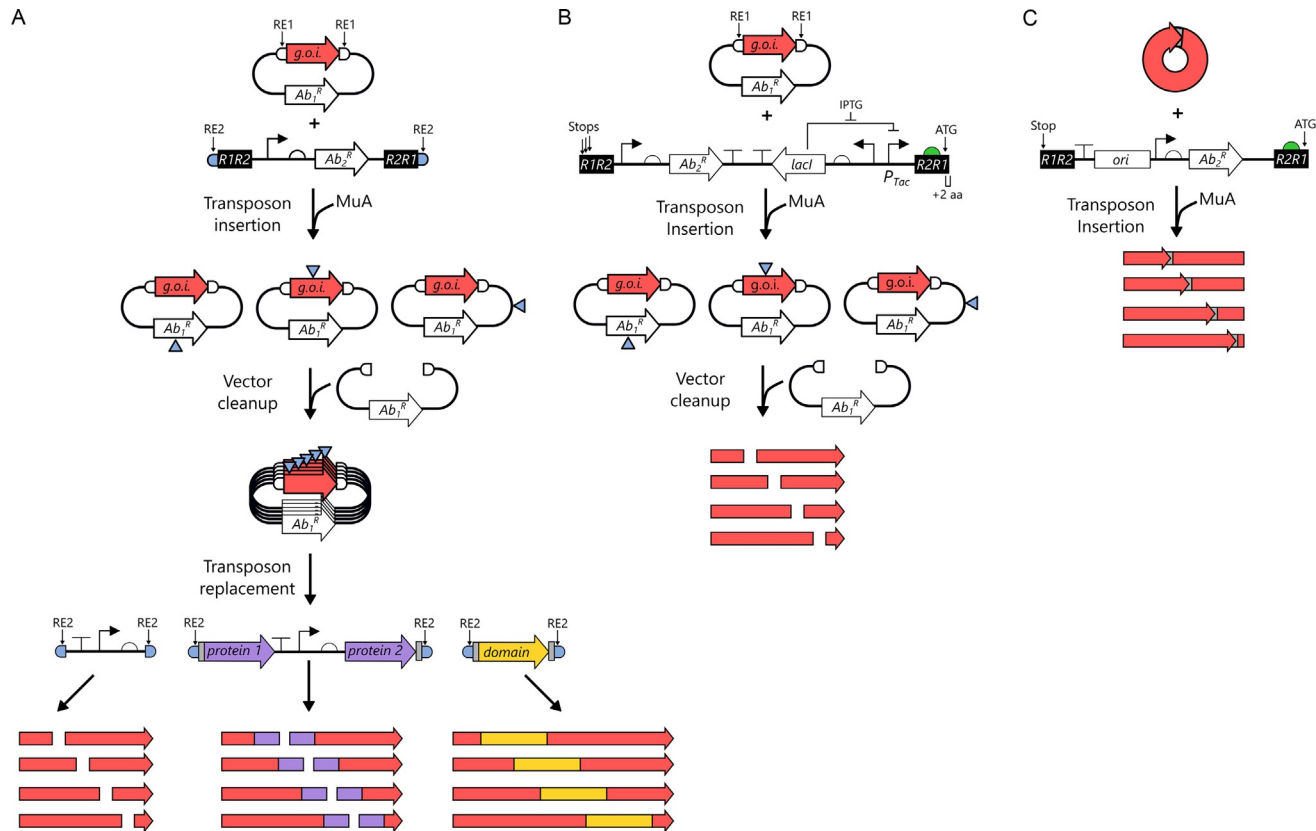 A
RE1
RE1
g.o.i.
Ab1R
+
RE2
RE2
R1R2
Ab2R
R2R1
Transposon
insertion
MuA
g.o.i.
g.o.i.
g.o.i.
Ab1R
Ab1R
Ab1R
Vector
cleanup
Ab1R
Ab1R
Transposon
replacement
RE2
RE2
RE2
RE2
RE2
RE2
protein 1
protein 2
domain
B
RE1
RE1
g.o.i.
Ab1R
+
IPTG
Stops
ATG
R1R2
Ab2R
lacI
PTac
R2R1
+2 aa
Transposon
Insertion
MuA
g.o.i.
g.o.i.
g.o.i.
Ab1R
Ab1R
Ab1R
Vector
cleanup
Ab1R
C
+
Stop
ATG
R1R2
ori
Ab2R
R2R1
Transposon
Insertion
MuA